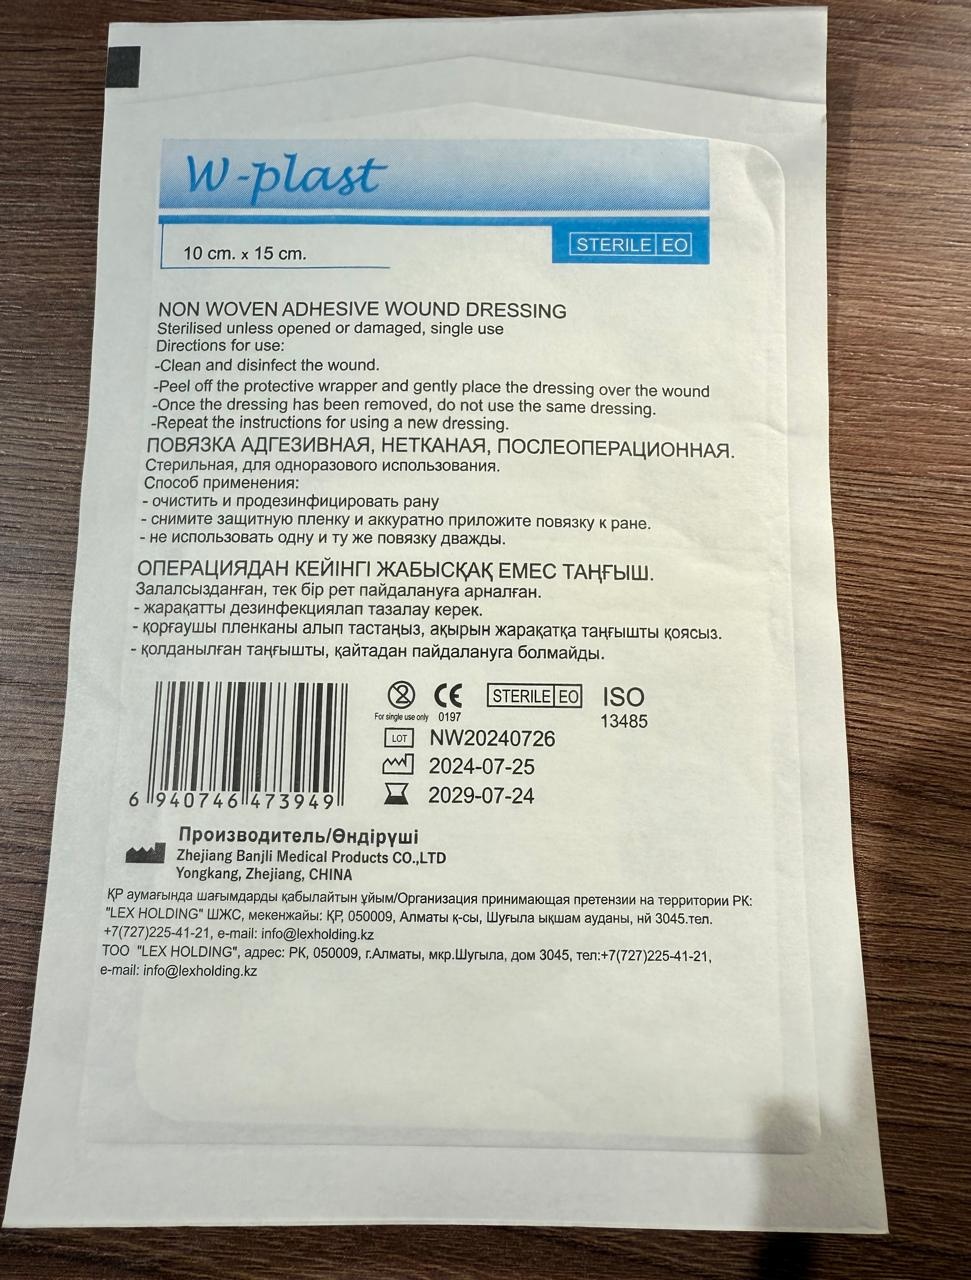 W-plast
10 cm. x 15 cm.
STERILE EO
NON WOVEN ADHESIVE WOUND DRESSING
Sterilised unless opened or damaged, single use
Directions for use:
-Clean and disinfect the wound.
-Peel off the protective wrapper and gently place the dressing over the wound
-Once the dressing has been removed, do not use the same dressing.
-Repeat the instructions for using a new dressing.
ПОВЯЗКА АДГЕЗИВНАЯ, НЕТКАНАЯ, ПОСЛЕОПЕРАЦИОННАЯ.
Стерильная, для одноразового использования.
Способ применения:
- очистить и продезинфицировать рану
- снимите защитную пленку и аккуратно приложите повязку к ране.
- не использовать одну и ту же повязку дважды.
ОПЕРАЦИЯДАН КЕЙІНГІ ЖАБЫСҚАҚ ЕМЕС ТАҢҒЫШ.
Залалсызданған, тек бір рет пайдалануға арналған.
- жарақатты дезинфекциялап тазалау керек.
- қорғаушы пленканы алып тастаңыз, ақырын жарақатқа таңғышты қоясыз.
- қолданылған таңғышты, қайтадан пайдалануға болмайды.
2 CE STERILE EO ISO
For single use only 0197 13485
LOT NW20240726
2024-07-25
2029-07-24
6 940746 473949
Производитель/Өндіруші
Zhejiang Banjli Medical Products CO.,LTD
Yongkang, Zhejiang, CHINA
ҚР аумағында шағымдарды қабылайтын ұйым/Организация принимающая претензии на территории РК:
"LEX HOLDING" ШЖС, мекенжайы: ҚР, 050009, Алматы қ-сы, Шуғыла ықшам ауданы, нй 3045.тел.
+7(727)225-41-21, e-mail: info@lexholding.kz
ТОО "LEX HOLDING", адрес: РК, 050009, г.Алматы, мкр.Шугыла, дом 3045, тел:+7(727)225-41-21,
e-mail: info@lexholding.kz